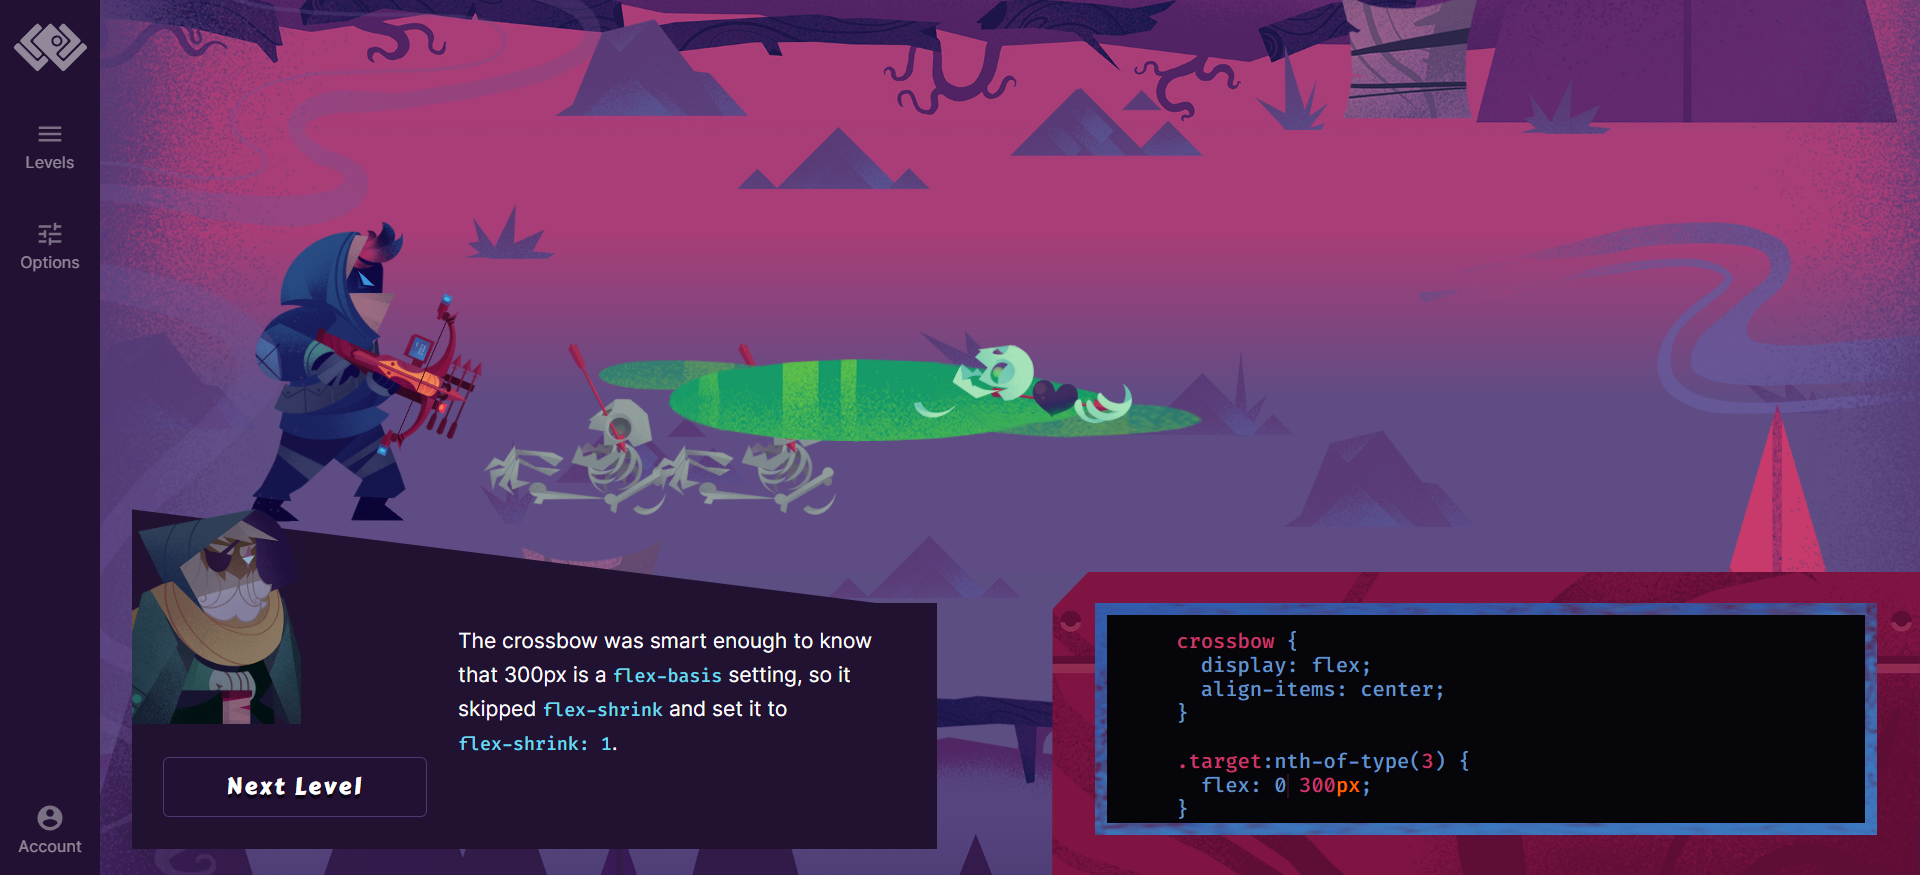 Levels
Options
Account
The crossbow was smart enough to know
that 300px is a flex-basis setting, so it
skipped flex-shrink and set it to
flex-shrink: 1.
Next Level
crossbow {
display: flex;
align-items: center;
}
.target:nth-of-type(3) {
flex: 0 300px;
}